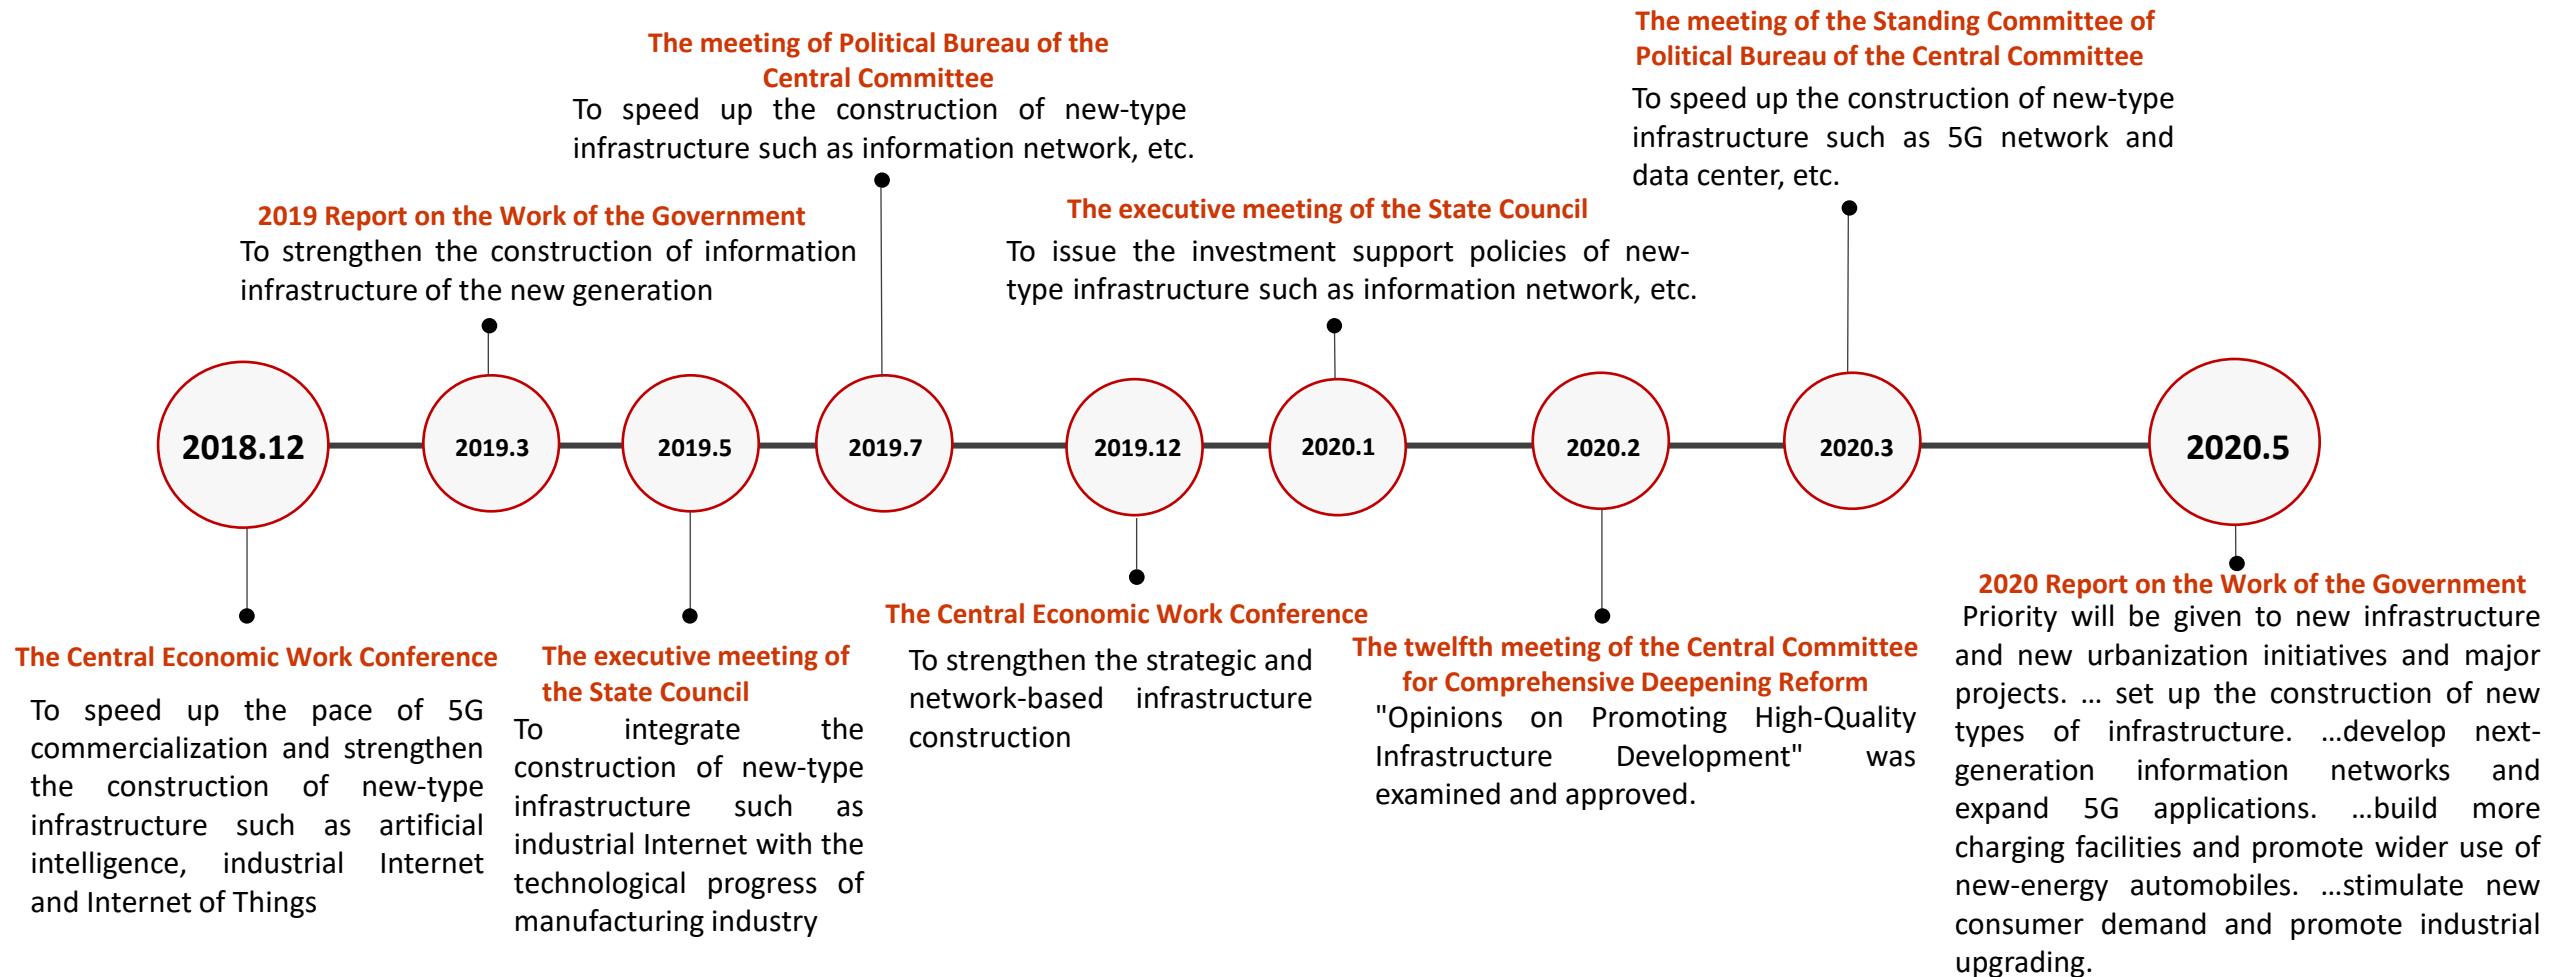 The meeting of Political Bureau of the
Central Committee
To speed up the construction of new-type
infrastructure such as information network, etc.
The meeting of the Standing Committee of
Political Bureau of the Central Committee
To speed up the construction of new-type
infrastructure such as 5G network and
data center, etc.
2019 Report on the Work of the Government
To strengthen the construction of information
infrastructure of the new generation
The executive meeting of the State Council
To issue the investment support policies of new-
type infrastructure such as information network, etc.
2018.12
2019.3
2019.5
2019.7
2019.12
2020.1
2020.2
2020.3
2020.5
The Central Economic Work Conference
To speed up the pace of 5G
commercialization and strengthen
the construction of new-type
infrastructure such as artificial
intelligence, industrial Internet
and Internet of Things
The executive meeting of
the State Council
To integrate the
construction of new-type
infrastructure such as
industrial Internet with the
technological progress of
manufacturing industry
The Central Economic Work Conference
To strengthen the strategic and
network-based infrastructure
construction
The twelfth meeting of the Central Committee
for Comprehensive Deepening Reform
"Opinions on Promoting High-Quality
Infrastructure Development" was
examined and approved.
2020 Report on the Work of the Government
Priority will be given to new infrastructure
and new urbanization initiatives and major
projects. ... set up the construction of new
types of infrastructure. ...develop next-
generation information networks and
expand 5G applications. ...build more
charging facilities and promote wider use of
new-energy automobiles. ...stimulate new
consumer demand and promote industrial
upgrading.